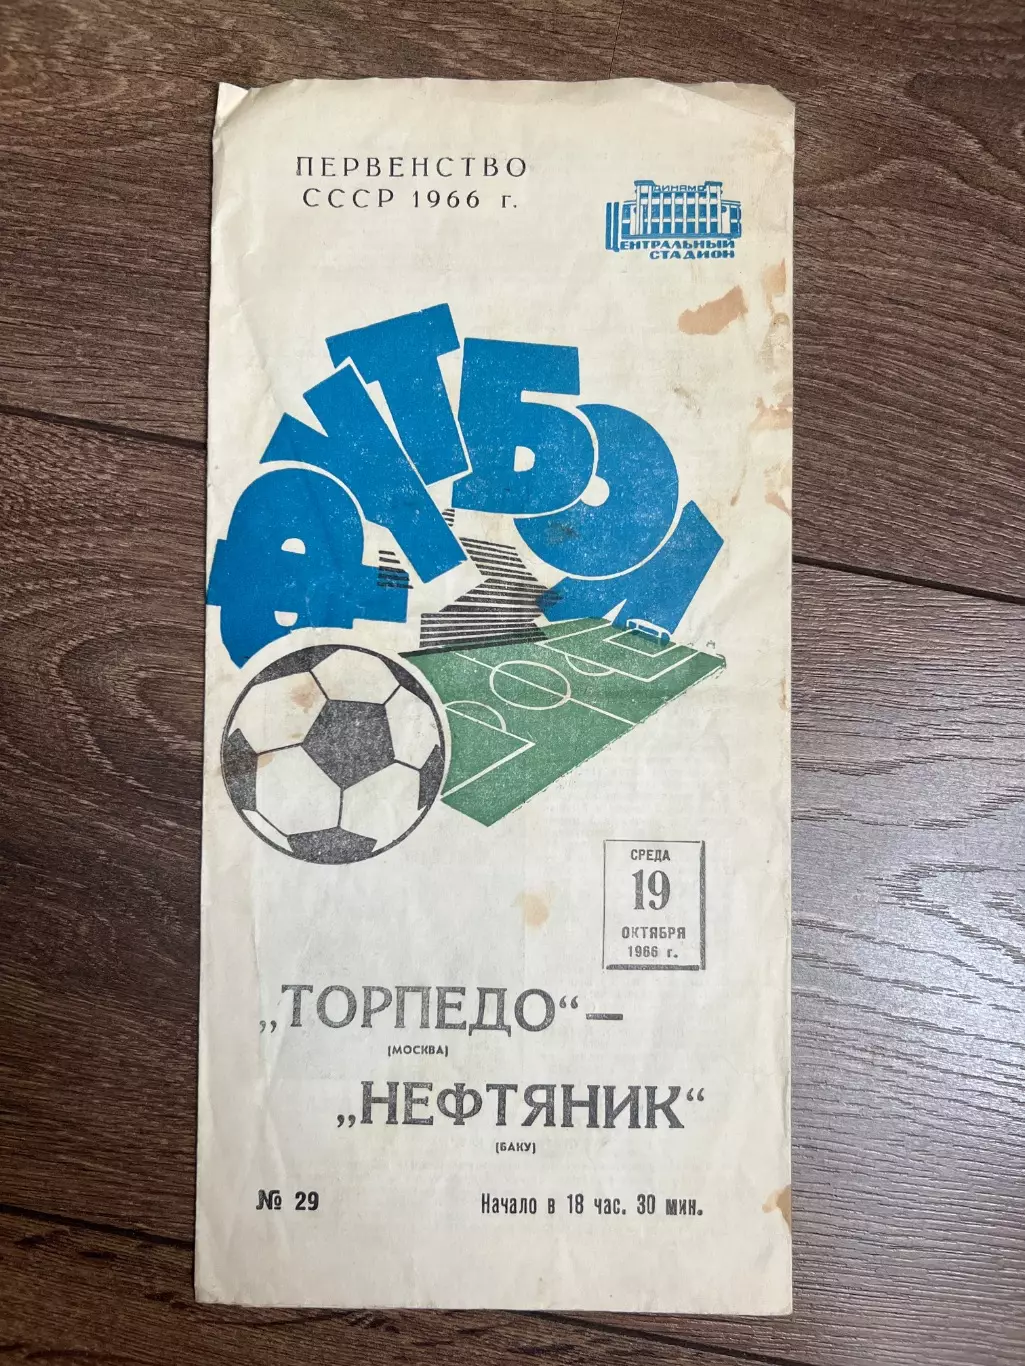 ПЕРВЕНСТВО
СССР 1966 г.
ДИНАМО
ЦЕНТРАЛЬНЫЙ
СТАДИОН
ФУТБОЛ
СРЕДА
19
ОКТЯБРЯ
1966 г.
„ТОРПЕДО“ —
(МОСКВА)
„НЕФТЯНИК“
(БАКУ)
№ 29 Начало в 18 час. 30 мин.